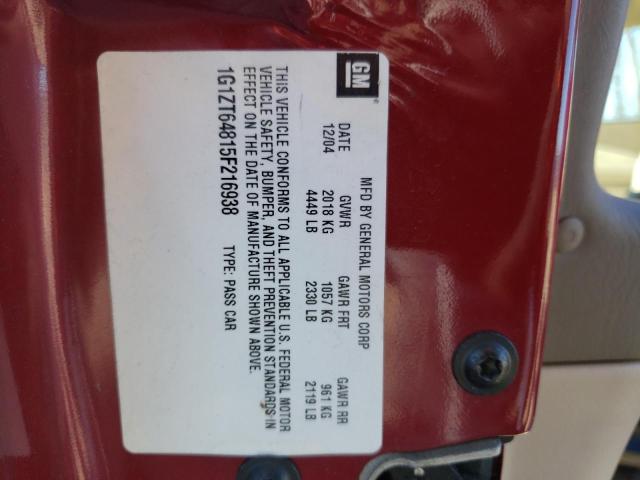 GM
MFD BY GENERAL MOTORS CORP
DATE GVWR GAWR FRT GAWR RR
12/04 2018 KG 1057 KG 961 KG
4449 LB 2330 LB 2119 LB
THIS VEHICLE CONFORMS TO ALL APPLICABLE U.S. FEDERAL MOTOR
VEHICLE SAFETY, BUMPER, AND THEFT PREVENTION STANDARDS IN
EFFECT ON THE DATE OF MANUFACTURE SHOWN ABOVE.
1G1ZT64815F216938 TYPE: PASS CAR